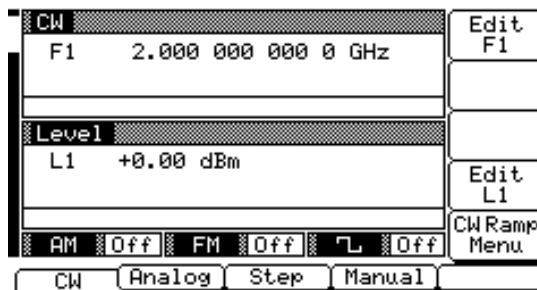 CW
F1 2.000 000 000 0 GHz
Level
L1 +0.00 dBm
AM Off FM Off Off
CW Analog Step Manual
Edit
F1
Edit
L1
CW Ramp
Menu